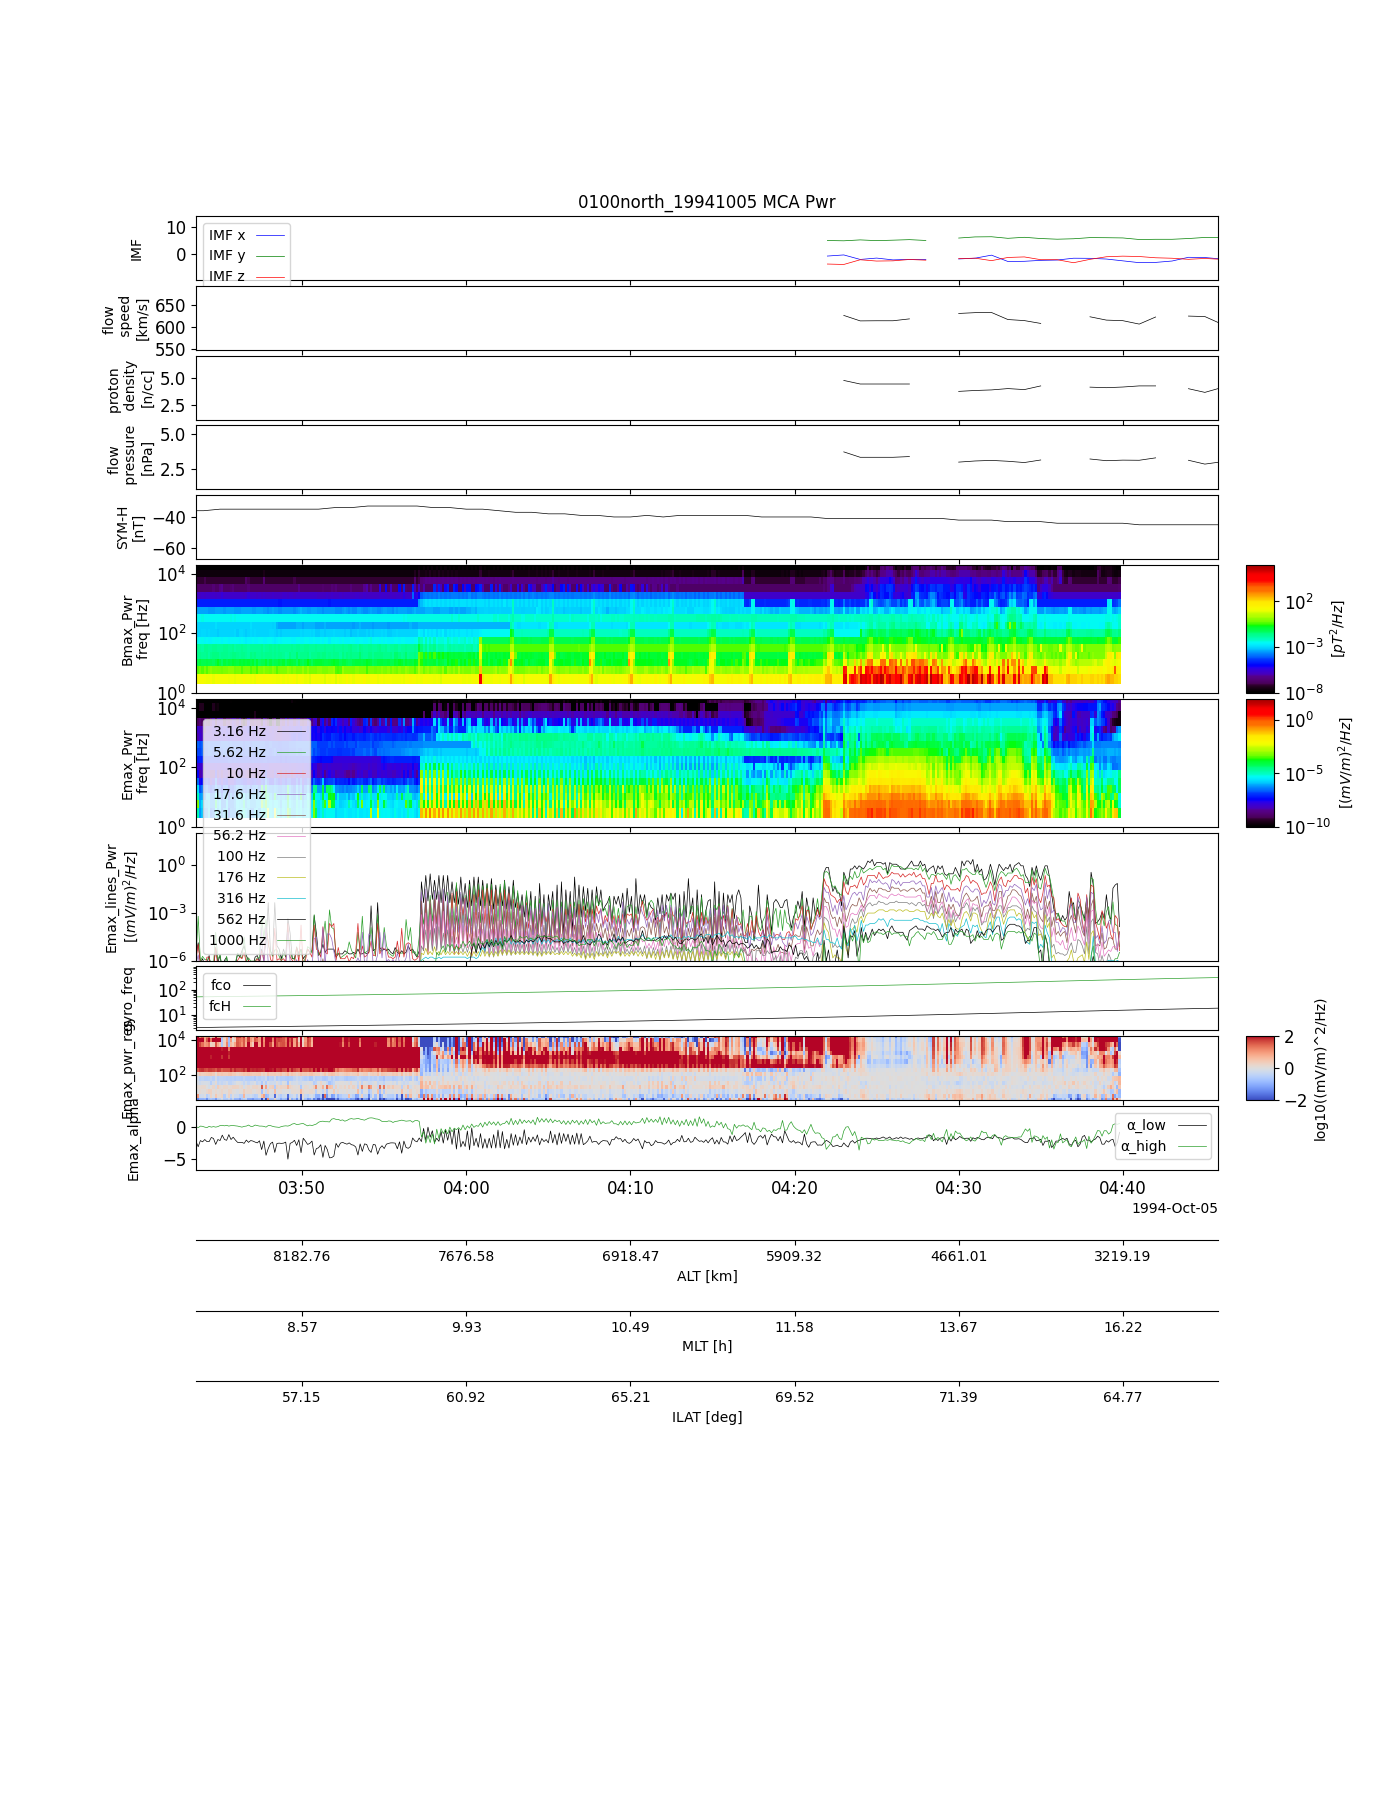 0100north_19941005 MCA Pwr
10
0
IMF
IMF x
IMF y
IMF z
650
600
550
flow
speed
[km/s]
5.0
2.5
proton
density
[n/cc]
5.0
2.5
flow
pressure
[nPa]
−40
−60
SYM-H
[nT]
10^4
10^2
10^0
Bmax_Pwr
freq [Hz]
10^2
10^−3
10^−8
[pT^2/Hz]
10^4
10^2
10^0
Emax_Pwr
freq [Hz]
10^0
10^−5
10^−10
[(mV/m)^2/Hz]
3.16 Hz
5.62 Hz
10 Hz
17.6 Hz
31.6 Hz
56.2 Hz
100 Hz
176 Hz
316 Hz
562 Hz
1000 Hz
10^0
10^−3
10^−6
Emax_lines_Pwr
[(mV/m)^2/Hz]
10^2
10^1
gyro_freq
fco
fcH
10^4
10^2
Emax_pwr_reg
2
0
−2
log10((mV/m)^2/Hz)
0
−5
Emax_alpha
α_low
α_high
03:50 04:00 04:10 04:20 04:30 04:40
1994-Oct-05
8182.76 7676.58 6918.47 5909.32 4661.01 3219.19
ALT [km]
8.57 9.93 10.49 11.58 13.67 16.22
MLT [h]
57.15 60.92 65.21 69.52 71.39 64.77
ILAT [deg]